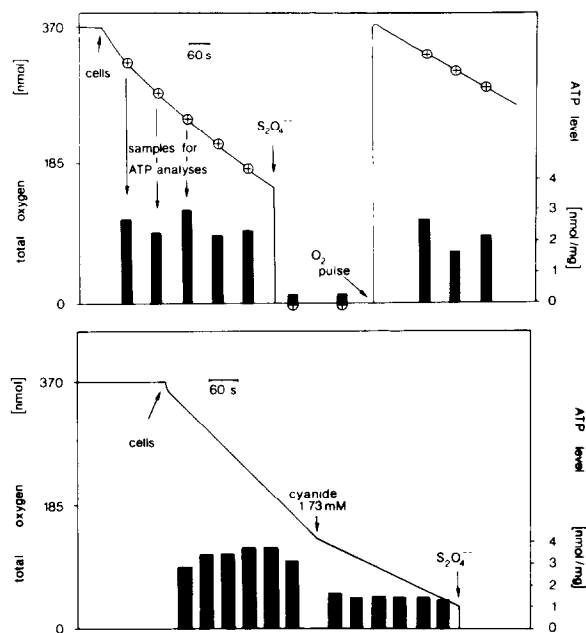 370
[nmol]
cells
60 s
S₂O₄⁻⁻
ATP level
185
samples for
ATP analyses
total oxygen
O₂
pulse
4
3
2
1
0
[nmol/mg]
0
370
[nmol]
60 s
cells
ATP level
185
cyanide
1.73 mM
S₂O₄⁻⁻
total oxygen
4
3
2
1
0
[nmol/mg]
0